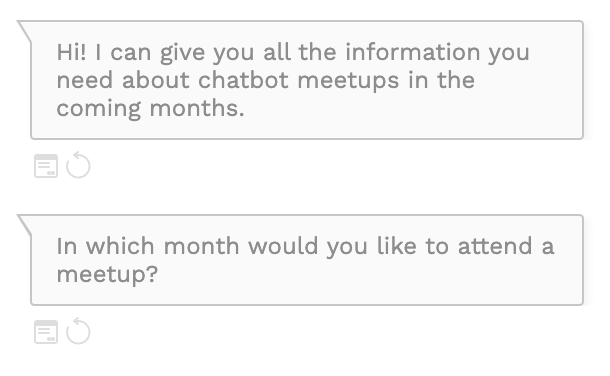 Hi! I can give you all the information you
need about chatbot meetups in the
coming months.
In which month would you like to attend a
meetup?